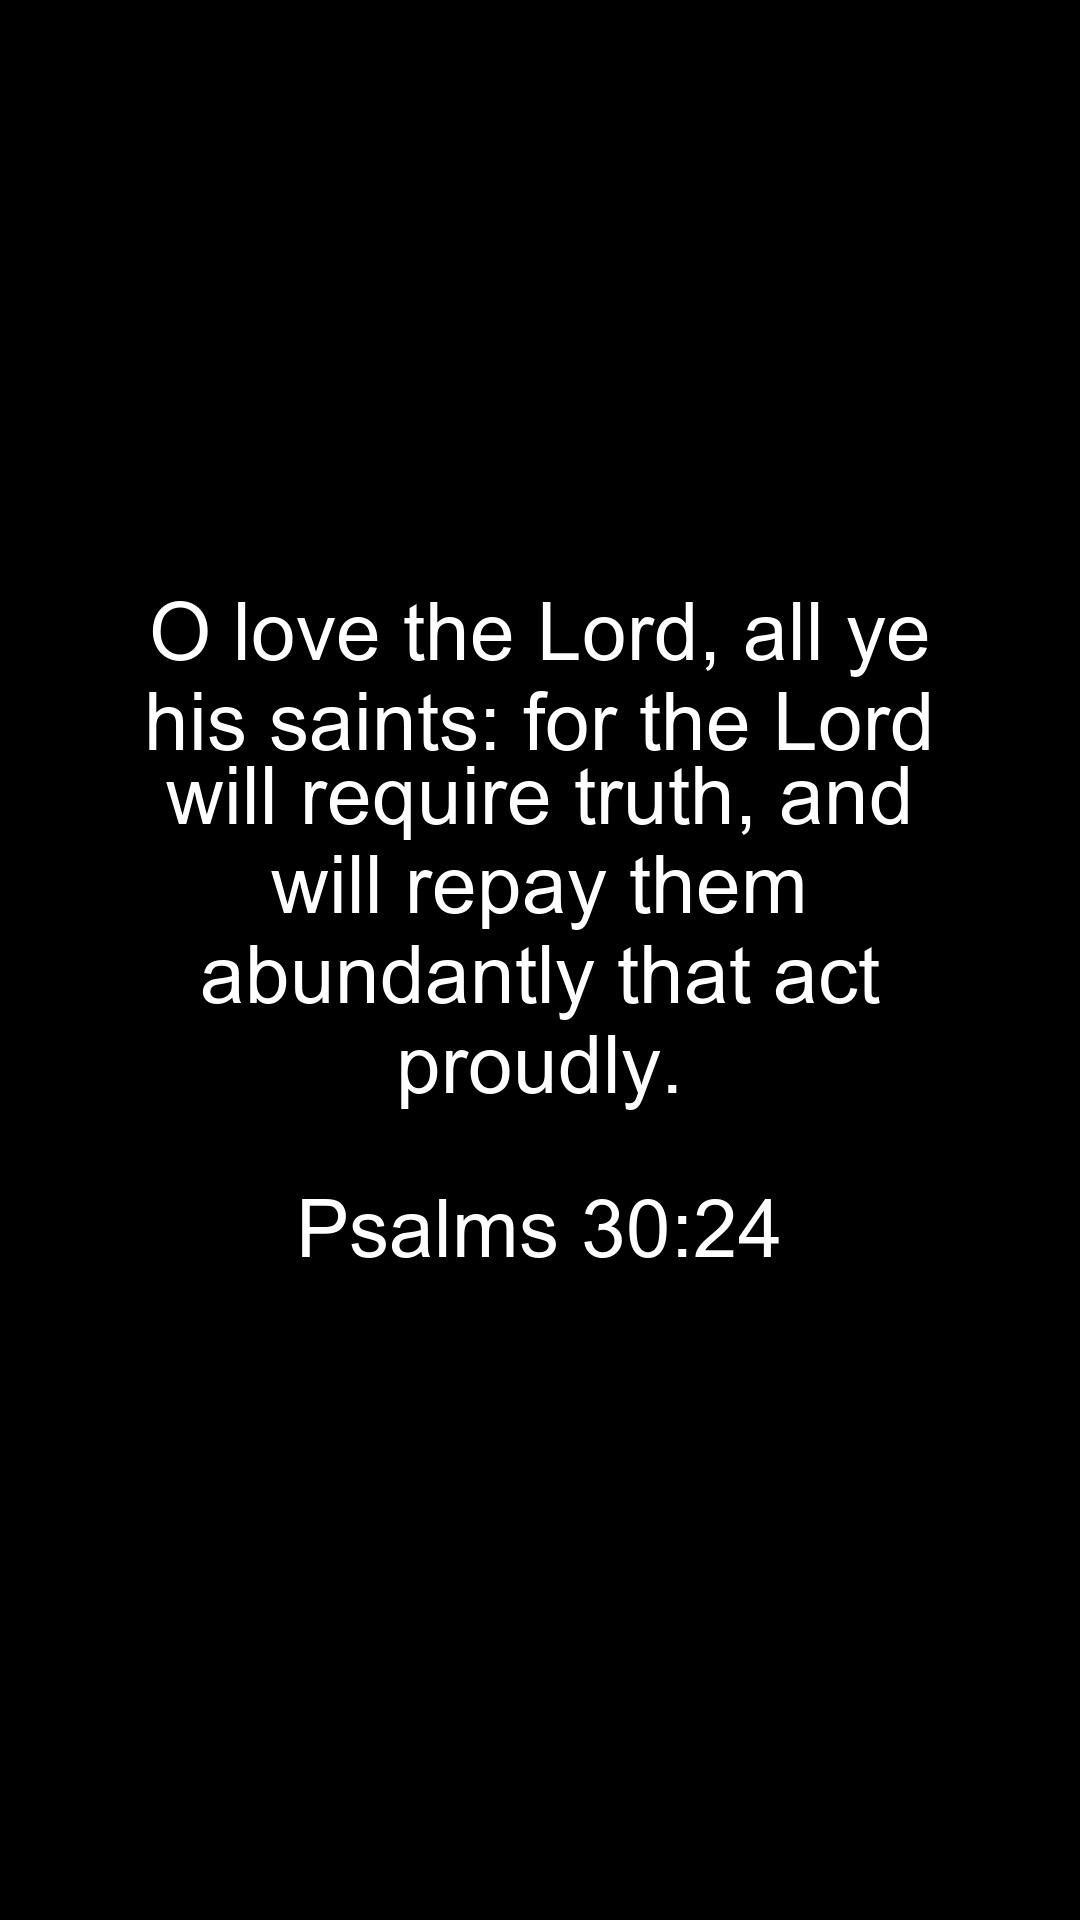 O love the Lord, all ye
his saints: for the Lord
will require truth, and
will repay them
abundantly that act
proudly.
Psalms 30:24